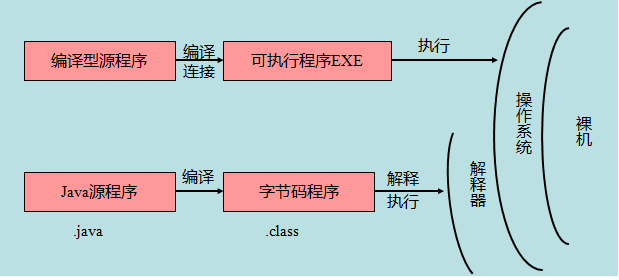 编译型源程序
编译
连接
可执行程序EXE
执行
操作系统
裸机
Java源程序
编译
字节码程序
解释
执行
解释器
.java
.class